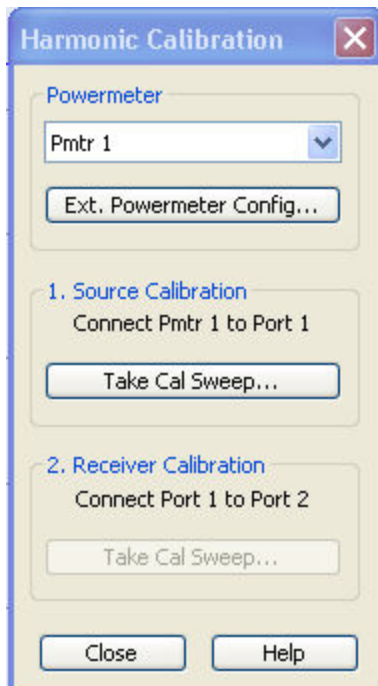 Harmonic Calibration
Powermeter
Pmtr 1
Ext. Powermeter Config...
1. Source Calibration
Connect Pmtr 1 to Port 1
Take Cal Sweep...
2. Receiver Calibration
Connect Port 1 to Port 2
Take Cal Sweep...
Close Help